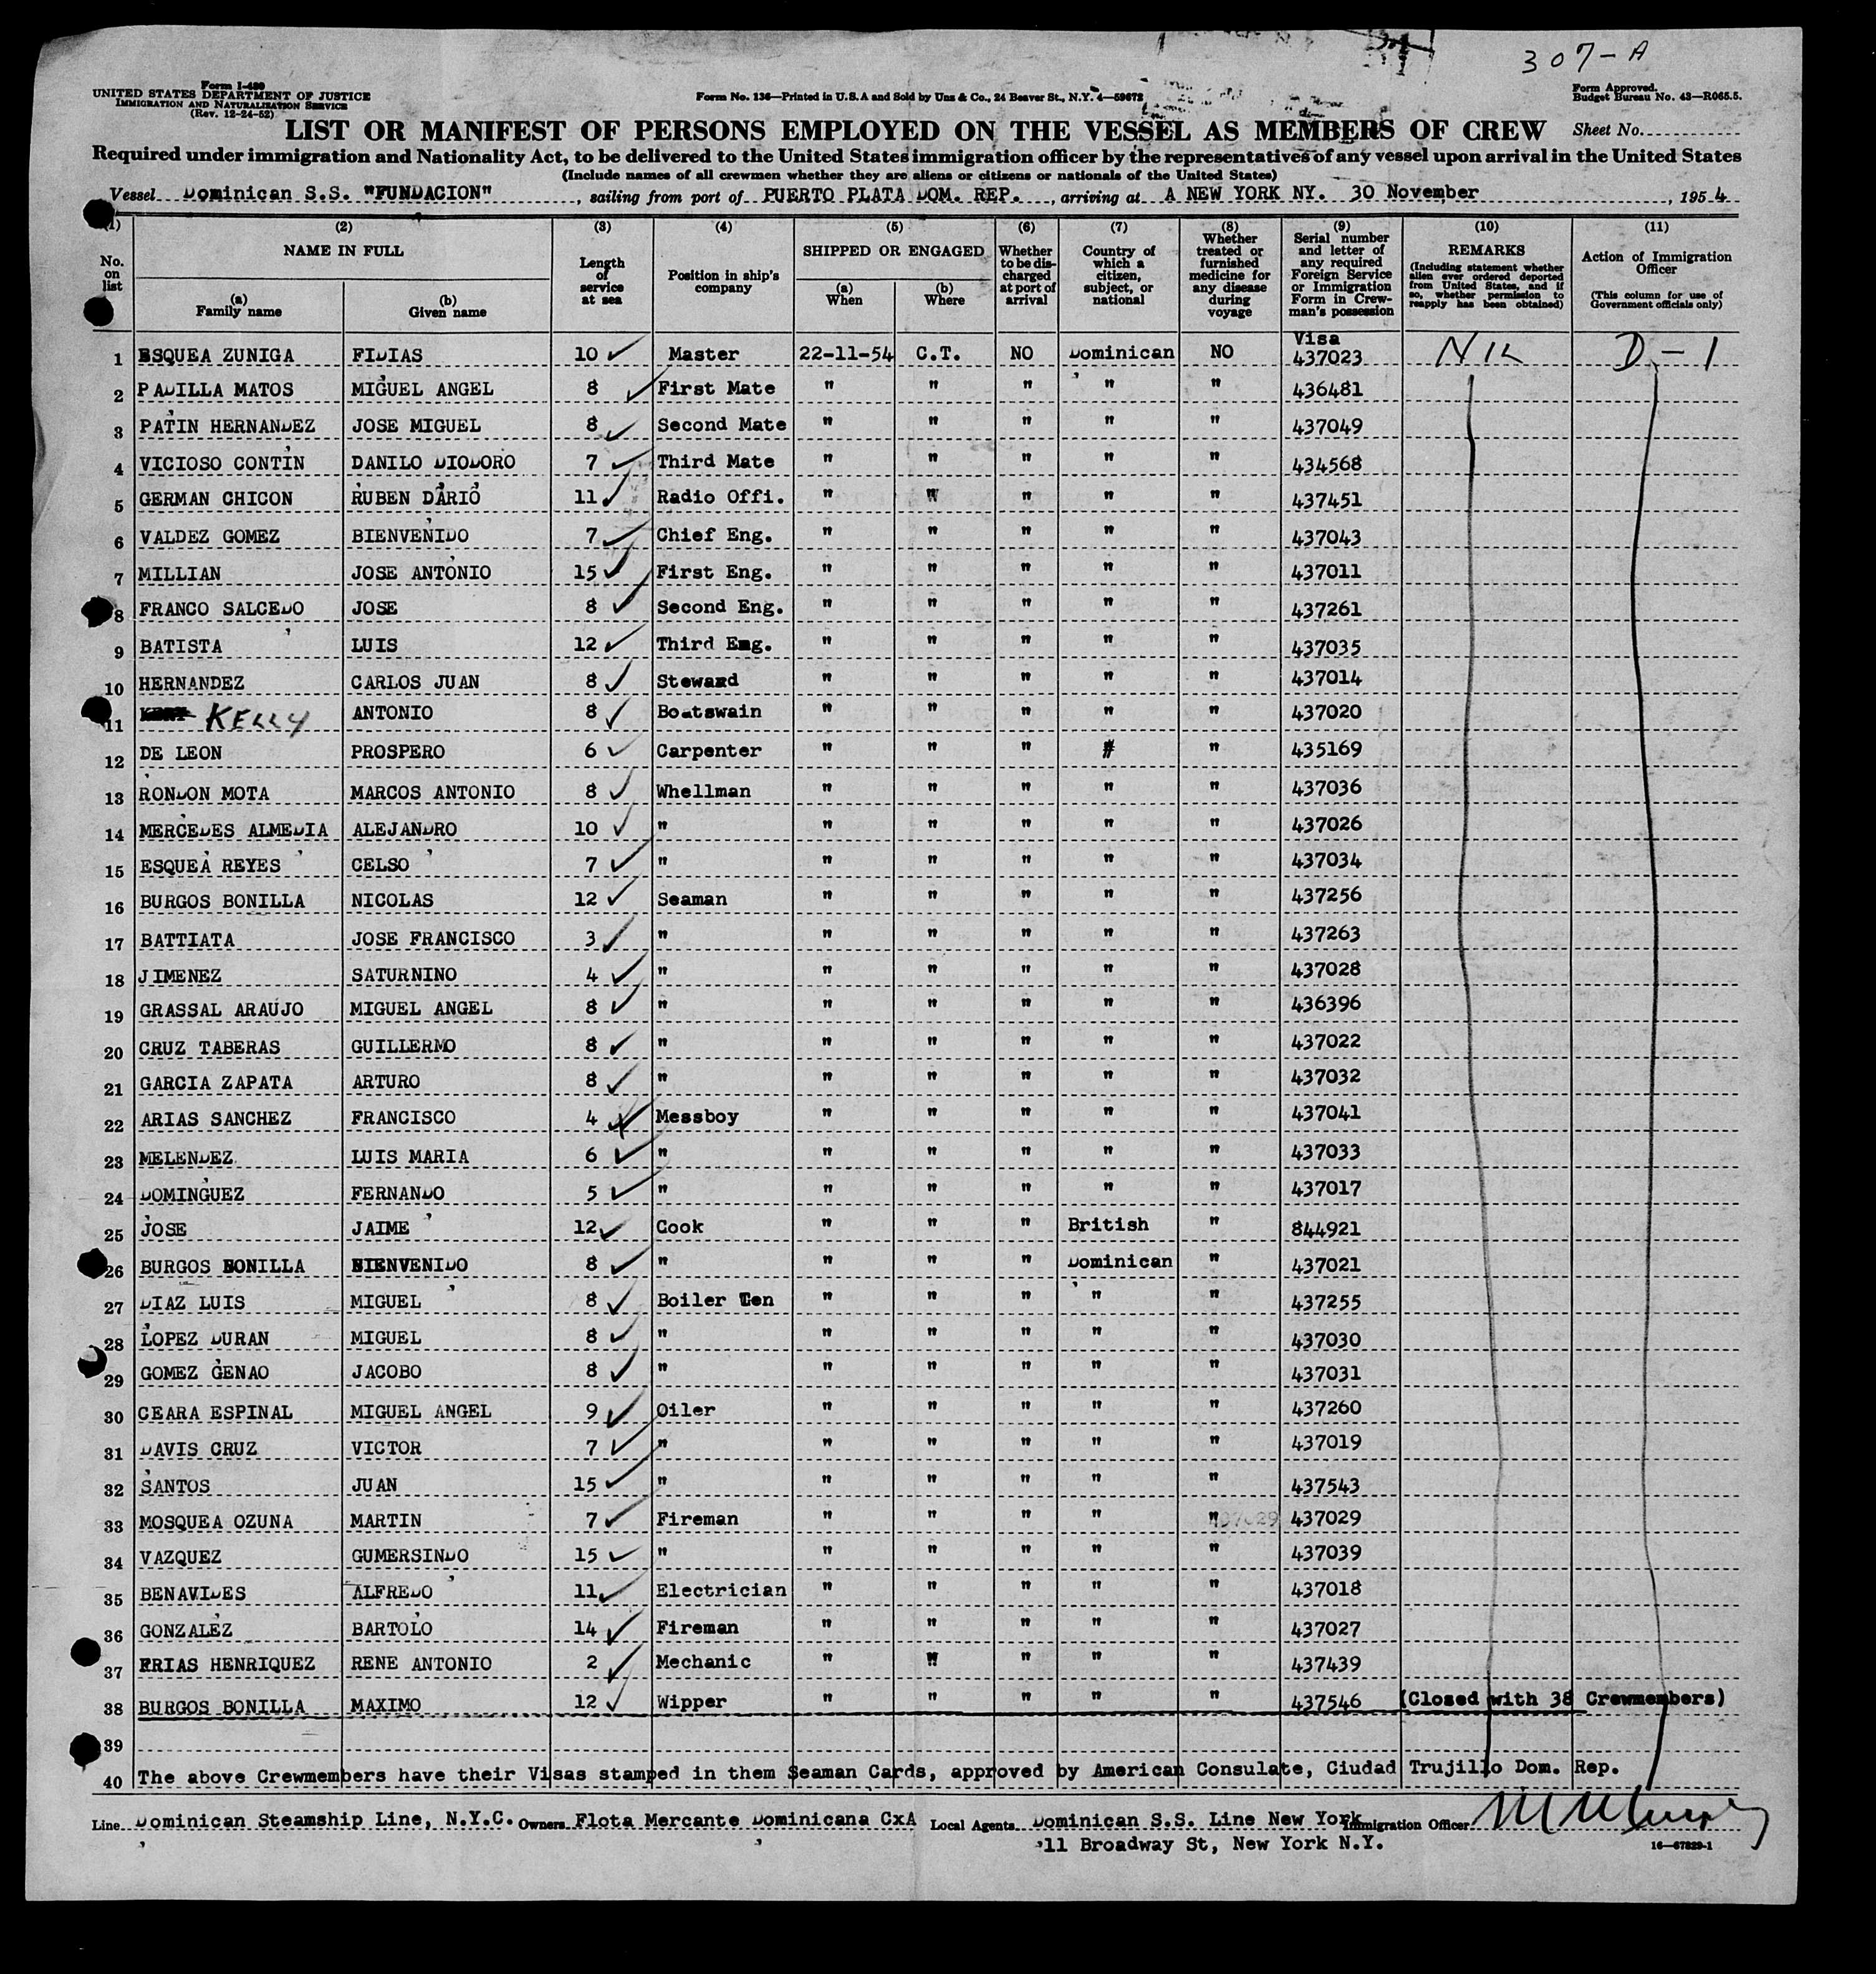 307-A
Form I-480
UNITED STATES DEPARTMENT OF JUSTICE
IMMIGRATION AND NATURALIZATION SERVICE
(Rev. 12-24-52)
Form No. 136—Printed in U.S.A and Sold by Unz & Co., 24 Beaver St., N.Y. 4—59672
Form Approved.
Budget Bureau No. 43—R065.5.
LIST OR MANIFEST OF PERSONS EMPLOYED ON THE VESSEL AS MEMBERS OF CREW Sheet No.
Required under immigration and Nationality Act, to be delivered to the United States immigration officer by the representatives of any vessel upon arrival in the United States
(Include names of all crewmen whether they are aliens or citizens or nationals of the United States)
Vessel Dominican S.S. "FUNDACION", sailing from port of PUERTO PLATA DOM. REP., arriving at A NEW YORK NY. 30 November, 1954
(1) No. on list
(2) NAME IN FULL (a) Family name (b) Given name
(3) Length of service at sea
(4) Position in ship's company
(5) SHIPPED OR ENGAGED (a) When (b) Where
(6) Whether to be discharged at port of arrival
(7) Country of which a citizen, subject, or national
(8) Whether treated or furnished medicine for any disease during voyage
(9) Serial number and letter of any required Foreign Service or Immigration Form in Crewman's possession
(10) REMARKS (Including statement whether alien ever ordered deported from United States, and if so, whether permission to reapply has been obtained)
(11) Action of Immigration Officer (This column for use of Government officials only)
1 ESQUEA ZUNIGA FIDIAS 10 Master 22-11-54 C.T. NO Dominican NO Visa 437023 NIL D-1
2 PADILLA MATOS MIGUEL ANGEL 8 First Mate " " " " " 436481
3 PATIN HERNANDEZ JOSE MIGUEL 8 Second Mate " " " " " 437049
4 VICIOSO CONTIN DANILO DIODORO 7 Third Mate " " " " " 434568
5 GERMAN CHICON RUBEN DARIO 11 Radio Offi. " " " " " 437451
6 VALDEZ GOMEZ BIENVENIDO 7 Chief Eng. " " " " " 437043
7 MILLIAN JOSE ANTONIO 15 First Eng. " " " " " 437011
8 FRANCO SALCEDO JOSE 8 Second Eng. " " " " " 437261
9 BATISTA LUIS 12 Third Emg. " " " " " 437035
10 HERNANDEZ CARLOS JUAN 8 Steward " " " " " 437014
11 KELLY ANTONIO 8 Boatswain " " " " " 437020
12 DE LEON PROSPERO 6 Carpenter " " " # " 435169
13 RONDON MOTA MARCOS ANTONIO 8 Whellman " " " " " 437036
14 MERCEDES ALMEDIA ALEJANDRO 10 " " " " " " 437026
15 ESQUEA REYES CELSO 7 " " " " " " 437034
16 BURGOS BONILLA NICOLAS 12 Seaman " " " " " 437256
17 BATTIATA JOSE FRANCISCO 3 " " " " " " 437263
18 JIMENEZ SATURNINO 4 " " " " " " 437028
19 GRASSAL ARAUJO MIGUEL ANGEL 8 " " " " " " 436396
20 CRUZ TABERAS GUILLERMO 8 " " " " " " 437022
21 GARCIA ZAPATA ARTURO 8 " " " " " " 437032
22 ARIAS SANCHEZ FRANCISCO 4 Messboy " " " " " 437041
23 MELENDEZ LUIS MARIA 6 " " " " " " 437033
24 DOMINGUEZ FERNANDO 5 " " " " " " 437017
25 JOSE JAIME 12 Cook " " " British " 844921
26 BURGOS BONILLA BIENVENIDO 8 " " " " Dominican " 437021
27 DIAZ LUIS MIGUEL 8 Boiler Ten " " " " " 437255
28 LOPEZ DURAN MIGUEL 8 " " " " " " 437030
29 GOMEZ GENAO JACOBO 8 " " " " " " 437031
30 CEARA ESPINAL MIGUEL ANGEL 9 Oiler " " " " " 437260
31 DAVIS CRUZ VICTOR 7 " " " " " " 437019
32 SANTOS JUAN 15 " " " " " " 437543
33 MOSQUEA OZUNA MARTIN 7 Fireman " " " " " 437029
34 VAZQUEZ GUMERSINDO 15 " " " " " " 437039
35 BENAVIDES ALFREDO 11 Electrician " " " " " 437018
36 GONZALEZ BARTOLO 14 Fireman " " " " " 437027
37 FRIAS HENRIQUEZ RENE ANTONIO 2 Mechanic " " " " " 437439
38 BURGOS BONILLA MAXIMO 12 Wipper " " " " " 437546 (Closed with 38 Crewmembers)
39
40 The above Crewmembers have their Visas stamped in them Seaman Cards, approved by American Consulate, Ciudad Trujillo Dom. Rep.
Line Dominican Steamship Line, N.Y.C. Owners Flota Mercante Dominicana CxA Local Agents Dominican S.S. Line New York Immigration Officer
11 Broadway St, New York N.Y.
16—67829-1